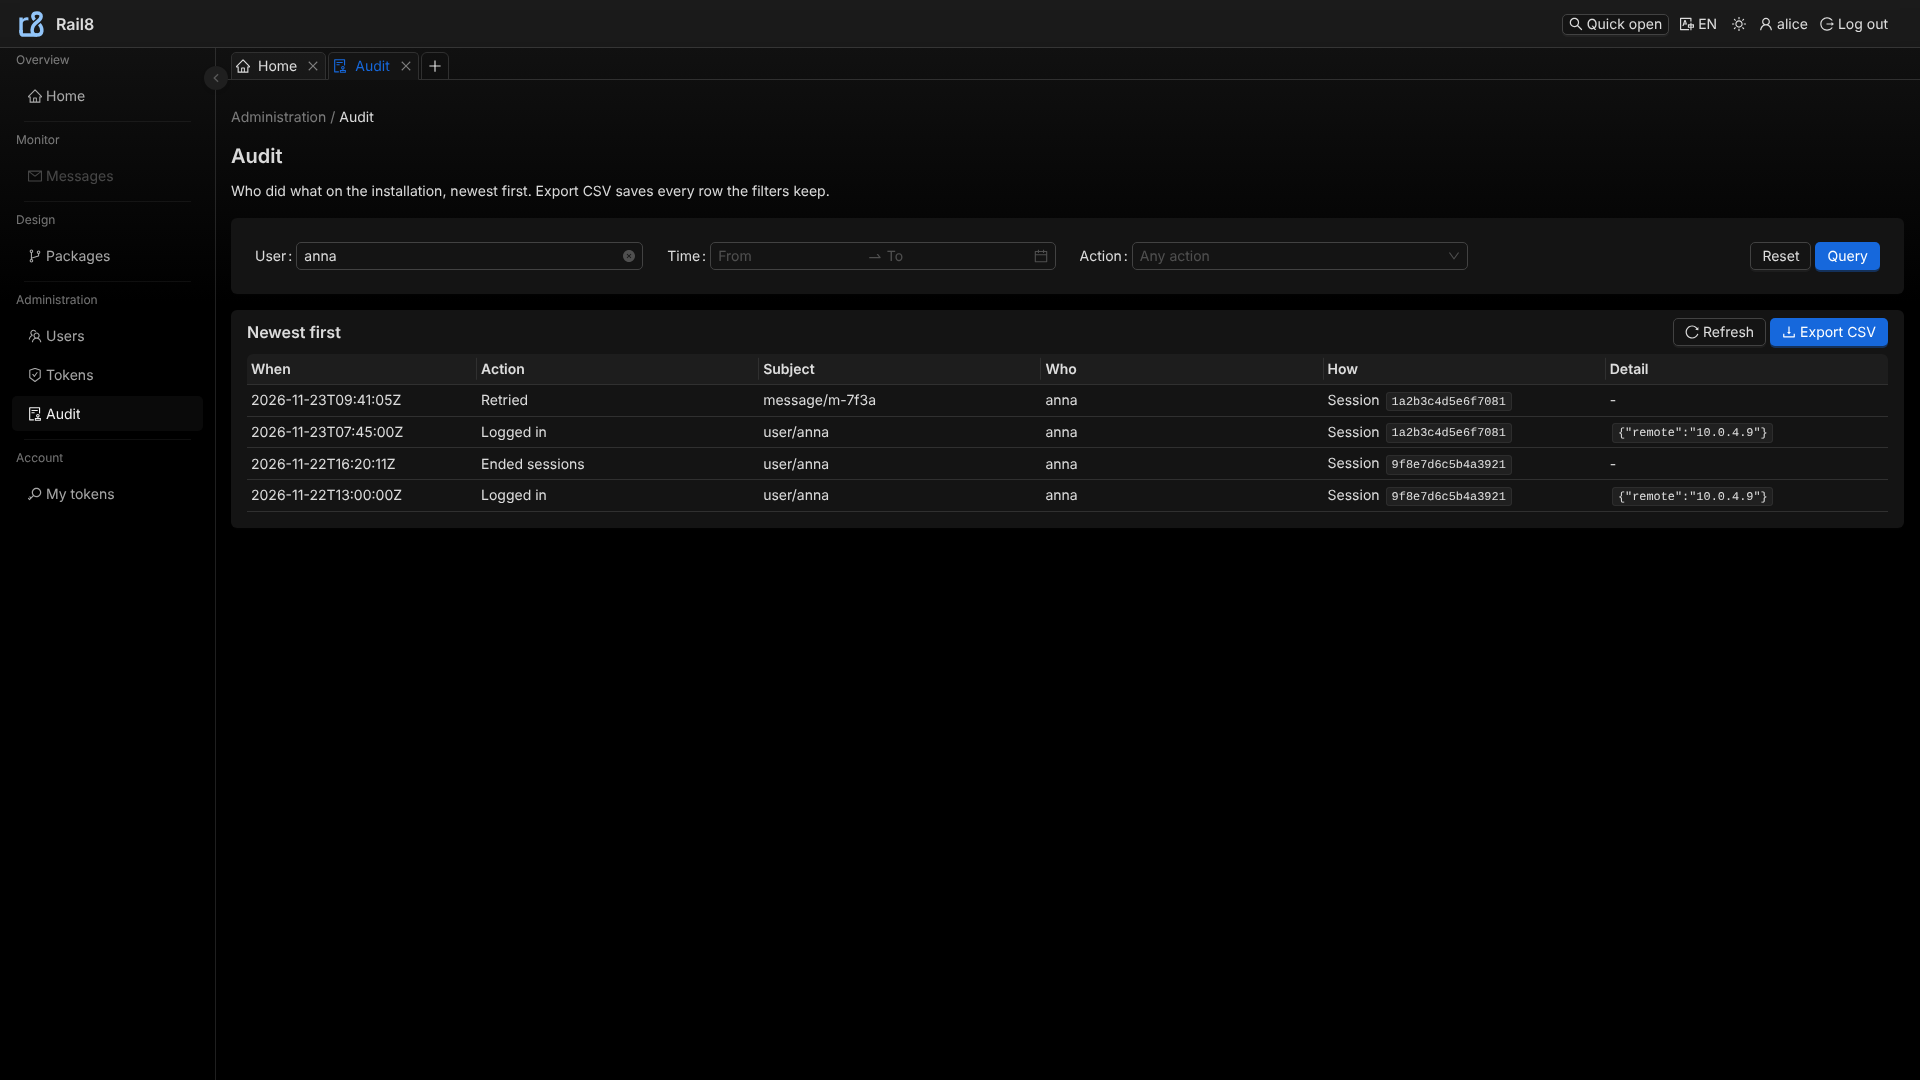 r8 Rail8
Quick open EN alice Log out
Overview
Home
Monitor
Messages
Design
Packages
Administration
Users
Tokens
Audit
Account
My tokens
Home Audit
Administration / Audit
Audit
Who did what on the installation, newest first. Export CSV saves every row the filters keep.
User: anna Time: From To Action: Any action Reset Query
Newest first Refresh Export CSV
When Action Subject Who How Detail
2026-11-23T09:41:05Z Retried message/m-7f3a anna Session 1a2b3c4d5e6f7081 -
2026-11-23T07:45:00Z Logged in user/anna anna Session 1a2b3c4d5e6f7081 {"remote":"10.0.4.9"}
2026-11-22T16:20:11Z Ended sessions user/anna anna Session 9f8e7d6c5b4a3921 -
2026-11-22T13:00:00Z Logged in user/anna anna Session 9f8e7d6c5b4a3921 {"remote":"10.0.4.9"}